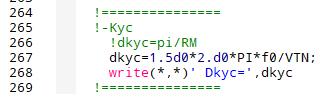 264 !===============
265 !-Kyc
266 !dkyc=pi/RM
267 dkyc=1.5d0*2.d0*PI*f0/VTN;
268 write(*,*)' Dkyc=',dkyc
269 !===============